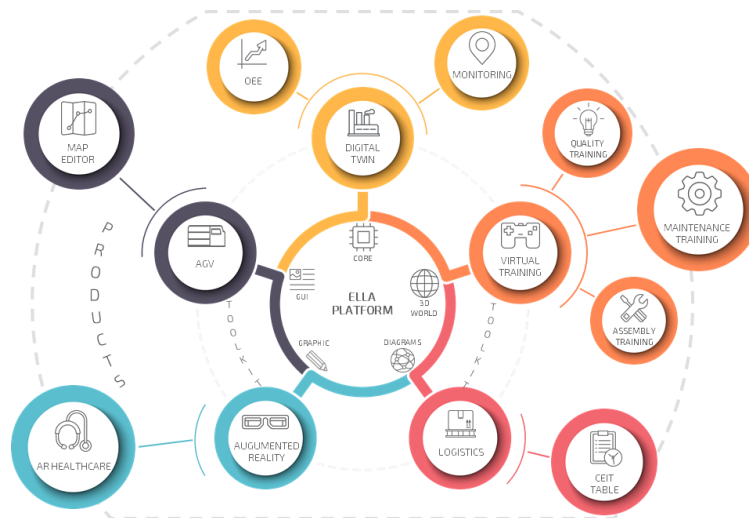 OEE
MONITORING
MAP
EDITOR
DIGITAL
TWIN
QUALITY
TRAINING
MAINTENANCE
TRAINING
PRODUCTS
AGV
CORE
VIRTUAL
TRAINING
GUI
ELLA
PLATFORM
3D
WORLD
TOOLKIT
TOOLKIT
GRAPHIC
DIAGRAMS
ASSEMBLY
TRAINING
AR HEALTHCARE
AUGUMENTED
REALITY
LOGISTICS
CEIT
TABLE